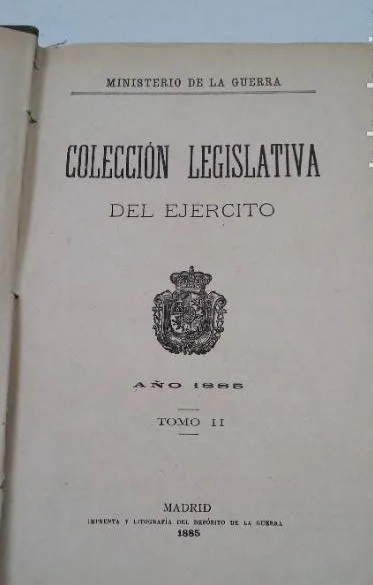 MINISTERIO DE LA GUERRA
COLECCIÓN LEGISLATIVA
DEL EJERCITO
AÑO 1885
TOMO II
MADRID
IMPRENTA Y LITOGRAFÍA DEL DEPÓSITO DE LA GUERRA
1885